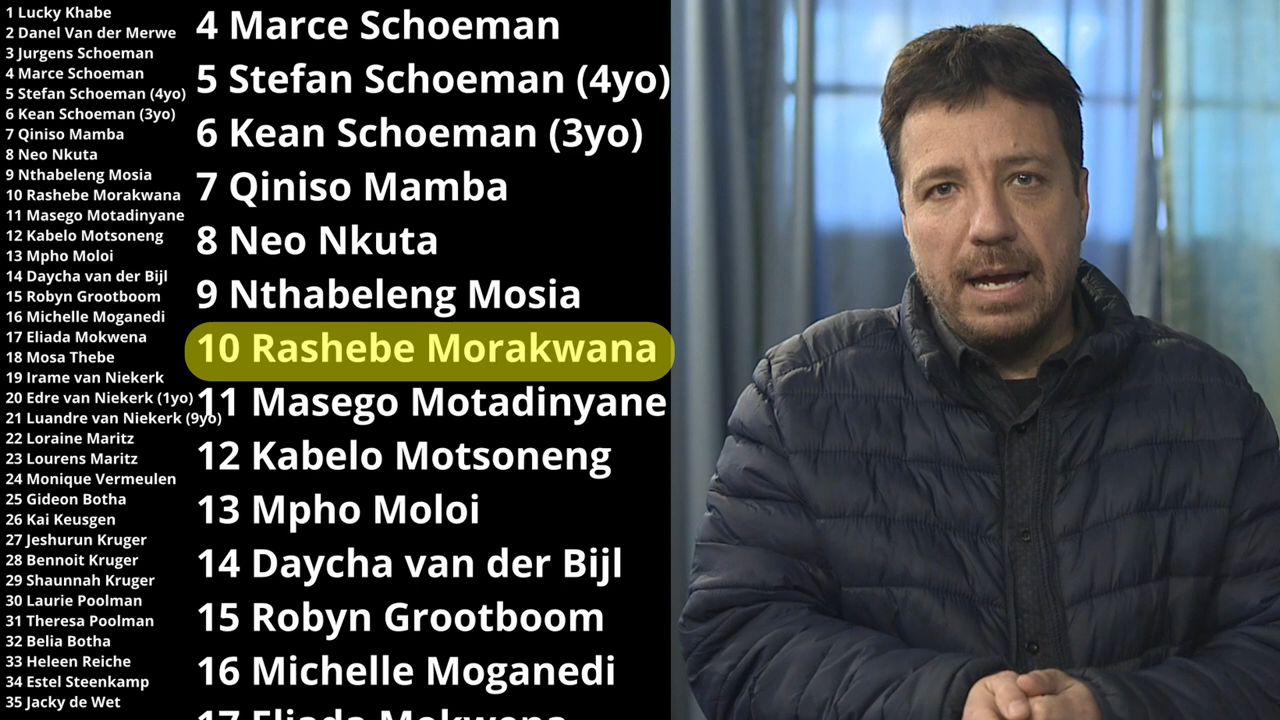 1 Lucky Khabe
2 Danel Van der Merwe
3 Jurgens Schoeman
4 Marce Schoeman
5 Stefan Schoeman (4yo)
6 Kean Schoeman (3yo)
7 Qiniso Mamba
8 Neo Nkuta
9 Nthabeleng Mosia
10 Rashebe Morakwana
11 Masego Motadinyane
12 Kabelo Motsoneng
13 Mpho Moloi
14 Daycha van der Bijl
15 Robyn Grootboom
16 Michelle Moganedi
17 Eliada Mokwena
18 Mosa Thebe
19 Irame van Niekerk
20 Edre van Niekerk (1yo)
21 Luandre van Niekerk (9yo)
22 Loraine Maritz
23 Lourens Maritz
24 Monique Vermeulen
25 Gideon Botha
26 Kai Keusgen
27 Jeshurun Kruger
28 Bennoit Kruger
29 Shaunnah Kruger
30 Laurie Poolman
31 Theresa Poolman
32 Belia Botha
33 Heleen Reiche
34 Estel Steenkamp
35 Jacky de Wet
4 Marce Schoeman
5 Stefan Schoeman (4yo)
6 Kean Schoeman (3yo)
7 Qiniso Mamba
8 Neo Nkuta
9 Nthabeleng Mosia
10 Rashebe Morakwana
11 Masego Motadinyane
12 Kabelo Motsoneng
13 Mpho Moloi
14 Daycha van der Bijl
15 Robyn Grootboom
16 Michelle Moganedi
17 Eliada Mokwena